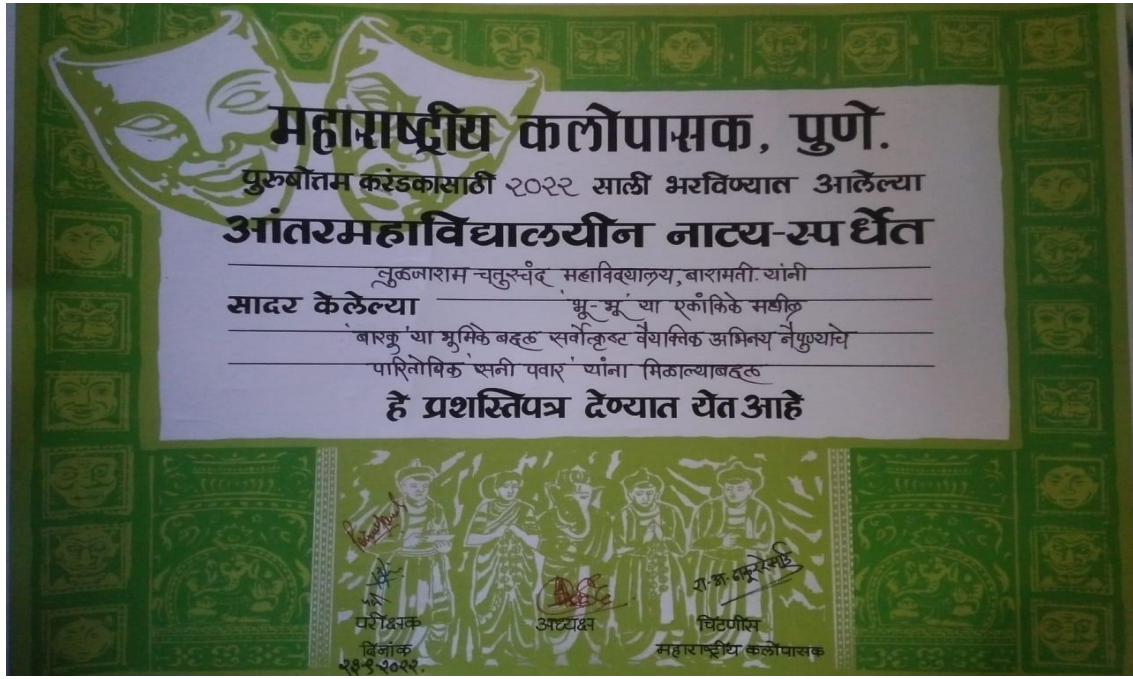 महाराष्ट्रीय कलोपासक, पुणे.
पुरुषोत्तम करंडकासाठी २०२२ साली भरविण्यात आलेल्या
आंतरमहाविद्यालयीन नाट्य-स्पर्धेत
तुळजाराम चतुरचंद महाविद्यालय, बारामती. यांनी
सादर केलेल्या 'भू-भू' या एकांकिके मधील
'बारकु' या भूमिके बद्दल सर्वोत्कृष्ट वैयाक्तिक अभिनय नैपुण्याचे
पारितोषिक 'सनी पवार' यांना मिळाल्याबद्दल
हे प्रशस्तिपत्र देण्यात येत आहे
परीक्षक अध्यक्ष चिटणीस
दिनांक महाराष्ट्रीय कलोपासक